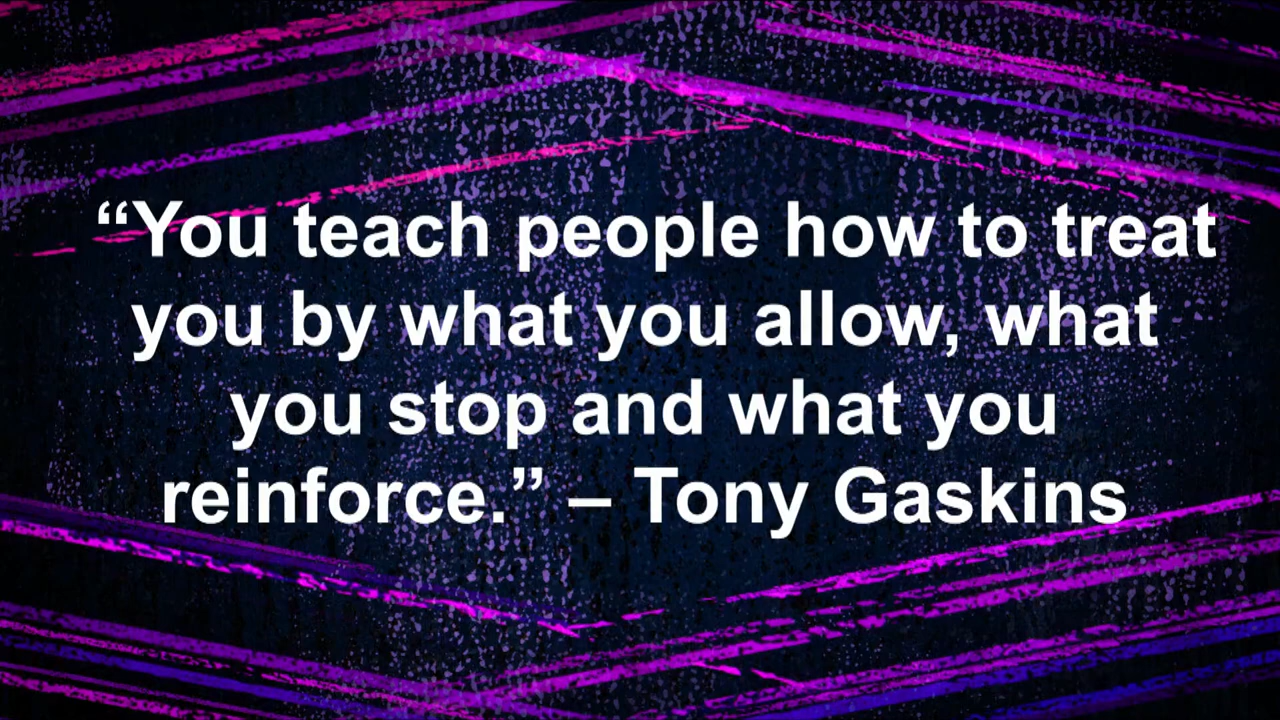 “You teach people how to treat
you by what you allow, what
you stop and what you
reinforce.” – Tony Gaskins